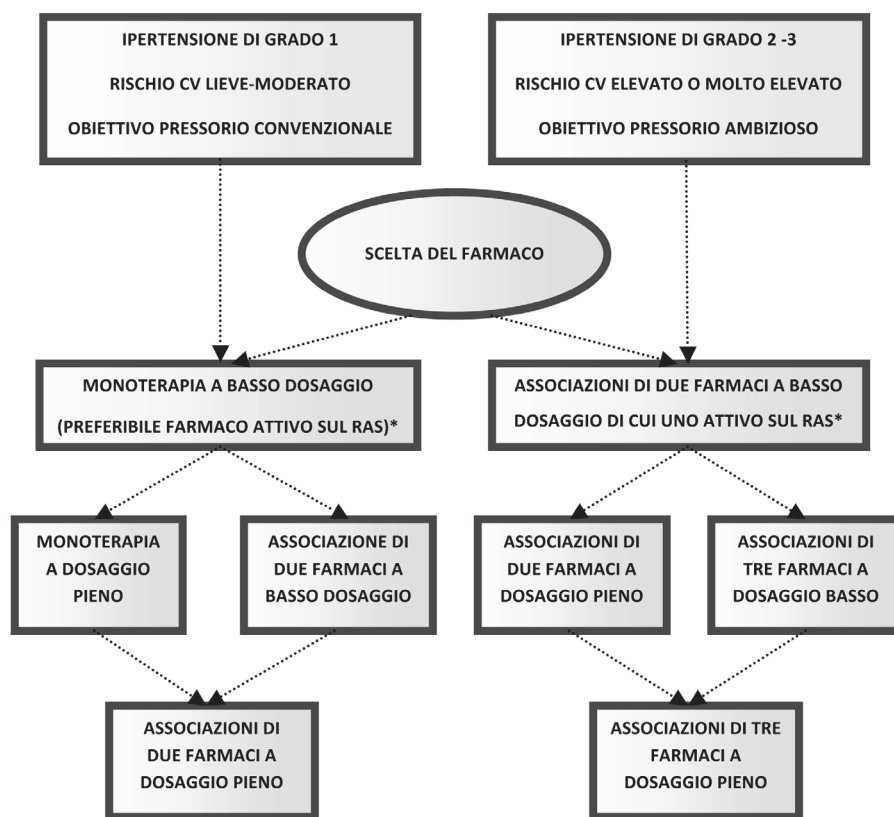 IPERTENSIONE DI GRADO 1
RISCHIO CV LIEVE-MODERATO
OBIETTIVO PRESSORIO CONVENZIONALE
IPERTENSIONE DI GRADO 2 -3
RISCHIO CV ELEVATO O MOLTO ELEVATO
OBIETTIVO PRESSORIO AMBIZIOSO
SCELTA DEL FARMACO
MONOTERAPIA A BASSO DOSAGGIO
(PREFERIBILE FARMACO ATTIVO SUL RAS)*
ASSOCIAZIONI DI DUE FARMACI A BASSO
DOSAGGIO DI CUI UNO ATTIVO SUL RAS*
MONOTERAPIA
A DOSAGGIO
PIENO
ASSOCIAZIONE DI
DUE FARMACI A
BASSO DOSAGGIO
ASSOCIAZIONI DI
DUE FARMACI A
DOSAGGIO PIENO
ASSOCIAZIONI DI
TRE FARMACI A
DOSAGGIO BASSO
ASSOCIAZIONI DI
DUE FARMACI A
DOSAGGIO PIENO
ASSOCIAZIONI DI TRE
FARMACI A
DOSAGGIO PIENO